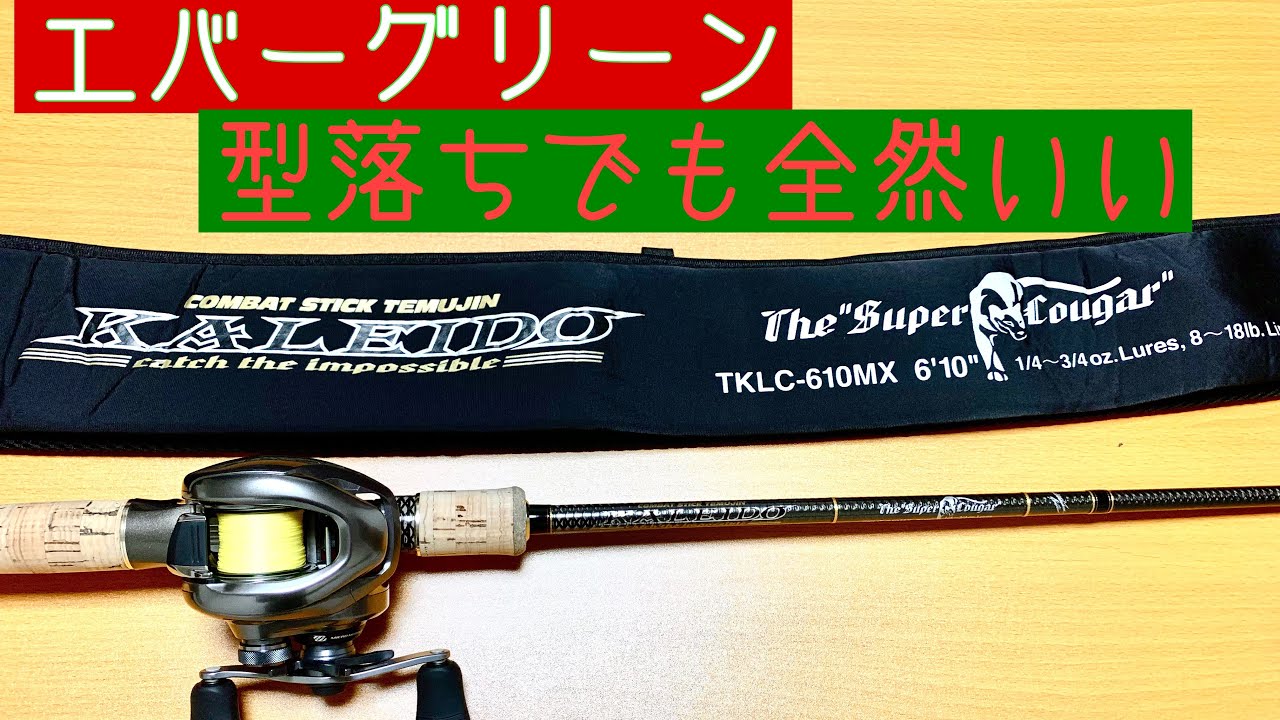 エバーグリーン
型落ちでも全然いい
COMBAT STICK TEMUJIN
KALEIDO
catch the impossible
The "Super Cougar"
TKLC-610MX 6'10" 1/4～3/4oz.Lures, 8～18lb.
COMBAT STICK TEMUJIN
KALEIDO
The "Super Cougar"